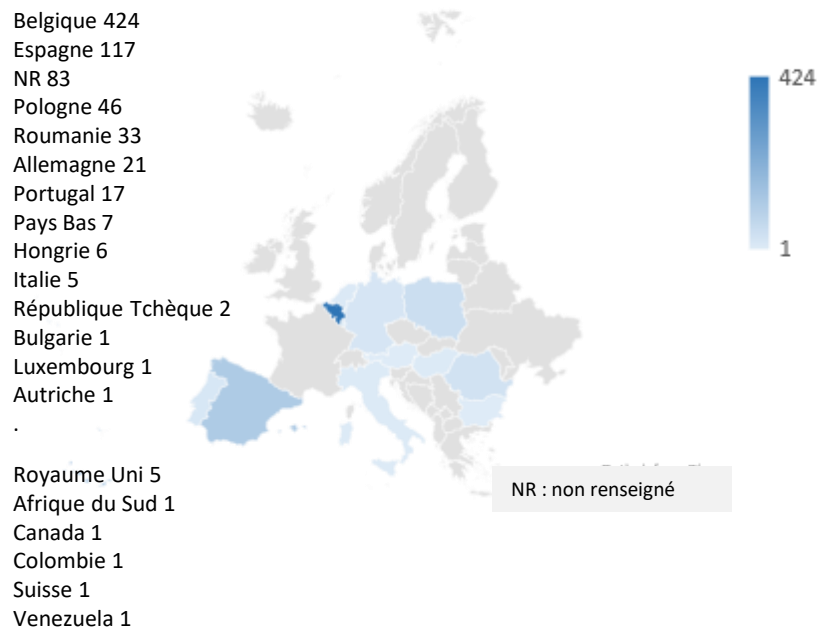 Belgique 424
Espagne 117
NR 83
Pologne 46
Roumanie 33
Allemagne 21
Portugal 17
Pays Bas 7
Hongrie 6
Italie 5
République Tchèque 2
Bulgarie 1
Luxembourg 1
Autriche 1
.
Royaume Uni 5
Afrique du Sud 1
Canada 1
Colombie 1
Suisse 1
Venezuela 1
424
1
NR : non renseigné